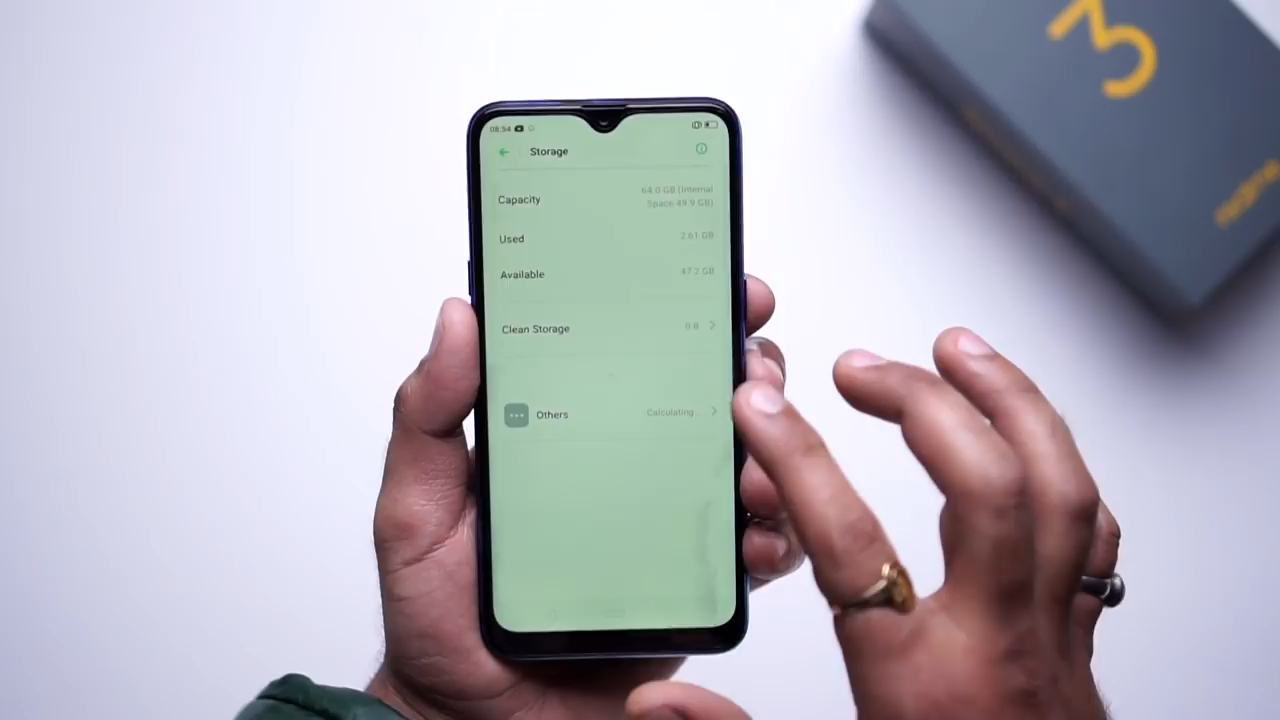 08:54
Storage
Capacity
64.0 GB (Internal
Space 49.9 GB)
Used
2.61 GB
Available
47.2 GB
Clean Storage
0 B
Others
Calculating...
3
realme